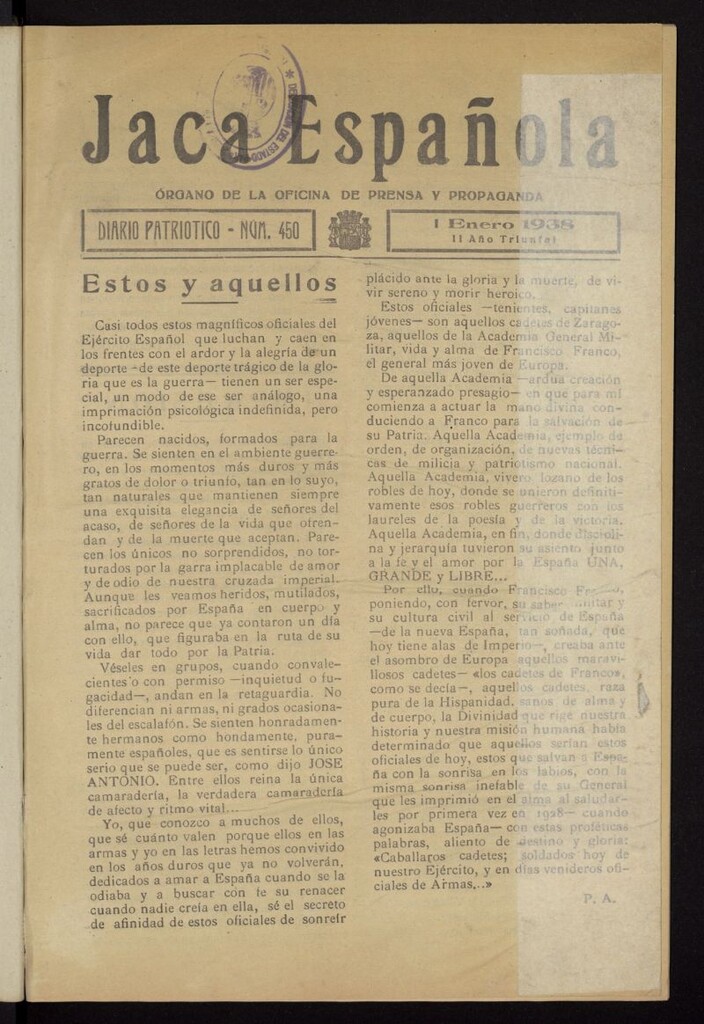 Jaca Española
ÓRGANO DE LA OFICINA DE PRENSA Y PROPAGANDA
DIARIO PATRIOTICO - NÚM. 450
1 Enero 1938
II Año Triunfal
Estos y aquellos
Casi todos estos magníficos oficiales del
Ejército Español que luchan y caen en
los frentes con el ardor y la alegría de un
deporte -de este deporte trágico de la glo-
ria que es la guerra— tienen un ser espe-
cial, un modo de ese ser análogo, una
imprimación psicológica indefinida, pero
incofundible.
Parecen nacidos, formados para la
guerra. Se sienten en el ambiente guerre-
ro, en los momentos más duros y más
gratos de dolor o triunfo, tan en lo suyo,
tan naturales que mantienen siempre
una exquisita elegancia de señores del
acaso, de señores de la vida que ofren-
dan y de la muerte que aceptan. Pare-
cen los únicos no sorprendidos, no tor-
turados por la garra implacable de amor
y de odio de nuestra cruzada imperial.
Aunque les veamos heridos, mutilados,
sacrificados por España en cuerpo y
alma, no parece que ya contaron un día
con ello, que figuraba en la ruta de su
vida dar todo por la Patria.
Véseles en grupos, cuando convale-
cientes o con permiso —inquietud o fu-
gacidad—, andan en la retaguardia. No
diferencian ni armas, ni grados ocasiona-
les del escalafón. Se sienten honradamen-
te hermanos como hondamente, pura-
mente españoles, que es sentirse lo único
serio que se puede ser, como dijo JOSE
ANTONIO. Entre ellos reina la única
camaradería, la verdadera camaradería
de afecto y ritmo vital...
Yo, que conozco a muchos de ellos,
que sé cuánto valen porque ellos en las
armas y yo en las letras hemos convivido
en los años duros que ya no volverán,
dedicados a amar a España cuando se la
odiaba y a buscar con fe su renacer
cuando nadie creía en ella, sé el secreto
de afinidad de estos oficiales de sonreír
plácido ante la gloria y la muerte, de vi-
vir sereno y morir heroico.
Estos oficiales —tenientes, capitanes
jóvenes— son aquellos cadetes de Zarago-
za, aquellos de la Academia General Mi-
litar, vida y alma de Francisco Franco,
el general más joven de Europa.
De aquella Academia —ardua creación
y esperanzado presagio— en que para mí
comienza a actuar la mano divina con-
duciendo a Franco para la salvación de
su Patria. Aquella Academia, ejemplo de
orden, de organización, de nuevas técni-
cas de milicia y patriotismo nacional.
Aquella Academia, vivero lozano de los
robles de hoy, donde se unieron definiti-
vamente esos robles guerreros con los
laureles de la poesía y de la victoria.
Aquella Academia, en fin, donde discipli-
na y jerarquía tuvieron su asiento junto
a la fe y el amor por la España UNA,
GRANDE y LIBRE...
Por ello, cuando Francisco Franco,
poniendo, con fervor, su saber militar y
su cultura civil al servicio de España
—de la nueva España, tan soñada, que
hoy tiene alas de Imperio—, creaba ante
el asombro de Europa aquellos maravi-
llosos cadetes— «los cadetes de Franco»,
como se decía—, aquellos cadetes, raza
pura de la Hispanidad, sanos de alma y
de cuerpo, la Divinidad que rige nuestra
historia y nuestra misión humana había
determinado que aquellos serían estos
oficiales de hoy, estos que salvan a Espa-
ña con la sonrisa en los labios, con la
misma sonrisa inefable de su General
que les imprimió en el alma al saludar-
les por primera vez en 1928— cuando
agonizaba España— con estas proféticas
palabras, aliento de destino y gloria:
«Caballaros cadetes; soldados hoy de
nuestro Ejército, y en días venideros ofi-
ciales de Armas...»
P. A.